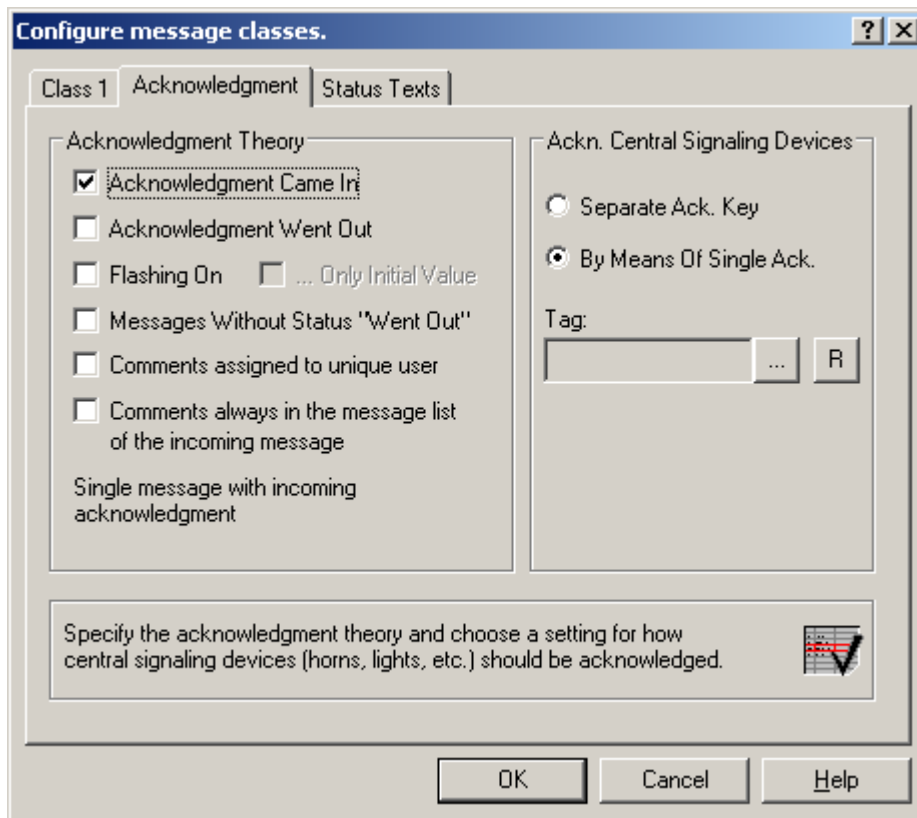 Configure message classes.
Class 1
Acknowledgment
Status Texts
Acknowledgment Theory
Acknowledgment Came In
Acknowledgment Went Out
Flashing On
... Only Initial Value
Messages Without Status "Went Out"
Comments assigned to unique user
Comments always in the message list
of the incoming message
Single message with incoming
acknowledgment
Ackn. Central Signaling Devices
Separate Ack. Key
By Means Of Single Ack.
Tag:
...
R
Specify the acknowledgment theory and choose a setting for how
central signaling devices (horns, lights, etc.) should be acknowledged.
OK
Cancel
Help